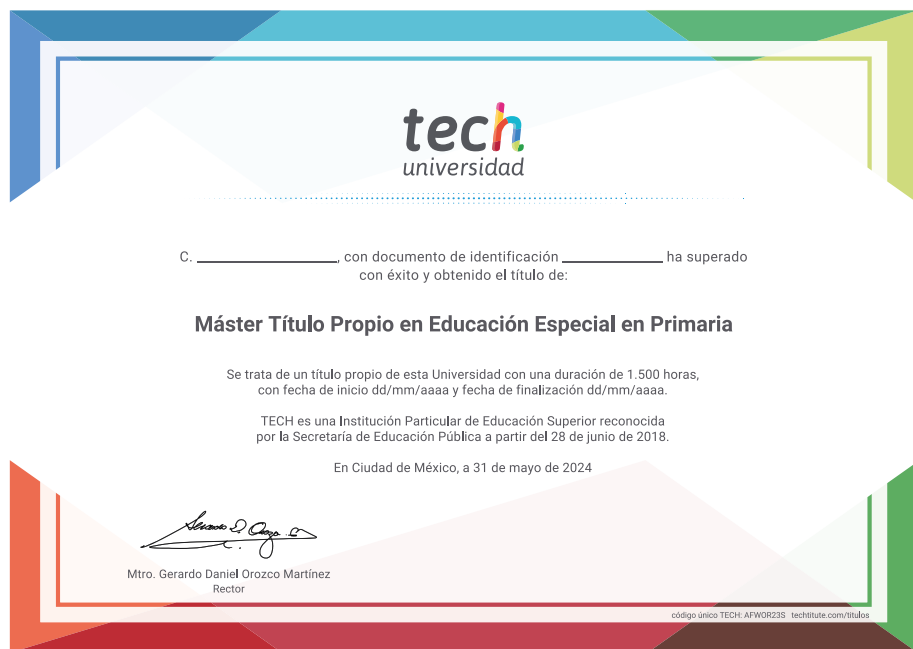 tech
universidad
C. ____________, con documento de identificación ____________ ha superado
con éxito y obtenido el título de:
Máster Título Propio en Educación Especial en Primaria
Se trata de un título propio de esta Universidad con una duración de 1.500 horas,
con fecha de inicio dd/mm/aaaa y fecha de finalización dd/mm/aaaa.
TECH es una Institución Particular de Educación Superior reconocida
por la Secretaría de Educación Pública a partir del 28 de junio de 2018.
En Ciudad de México, a 31 de mayo de 2024
Mtro. Gerardo Daniel Orozco Martínez
Rector
código único TECH: AFWOR23S techtitute.com/titulos